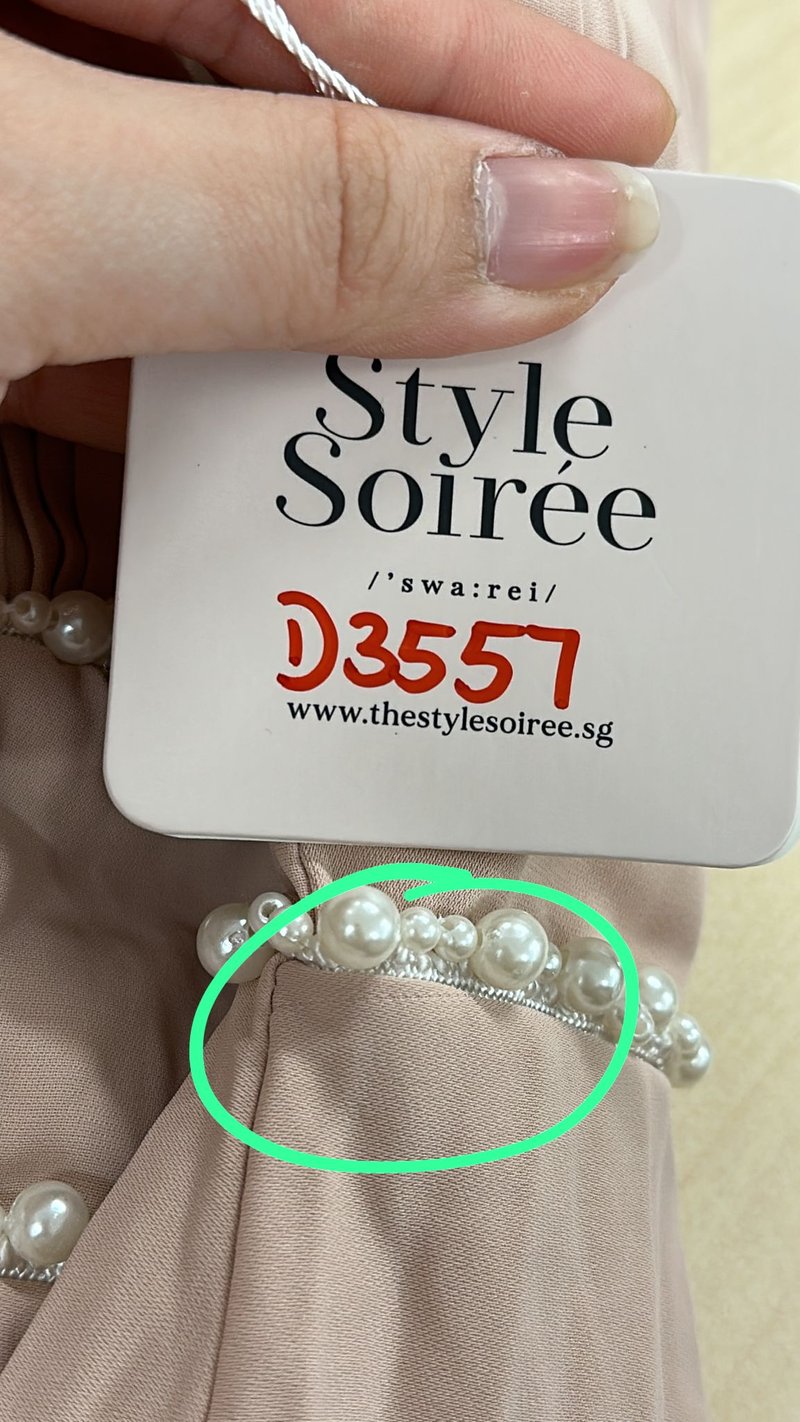 Style
Soirée
/'swa:rei/
D3557
www.thestylesoiree.sg